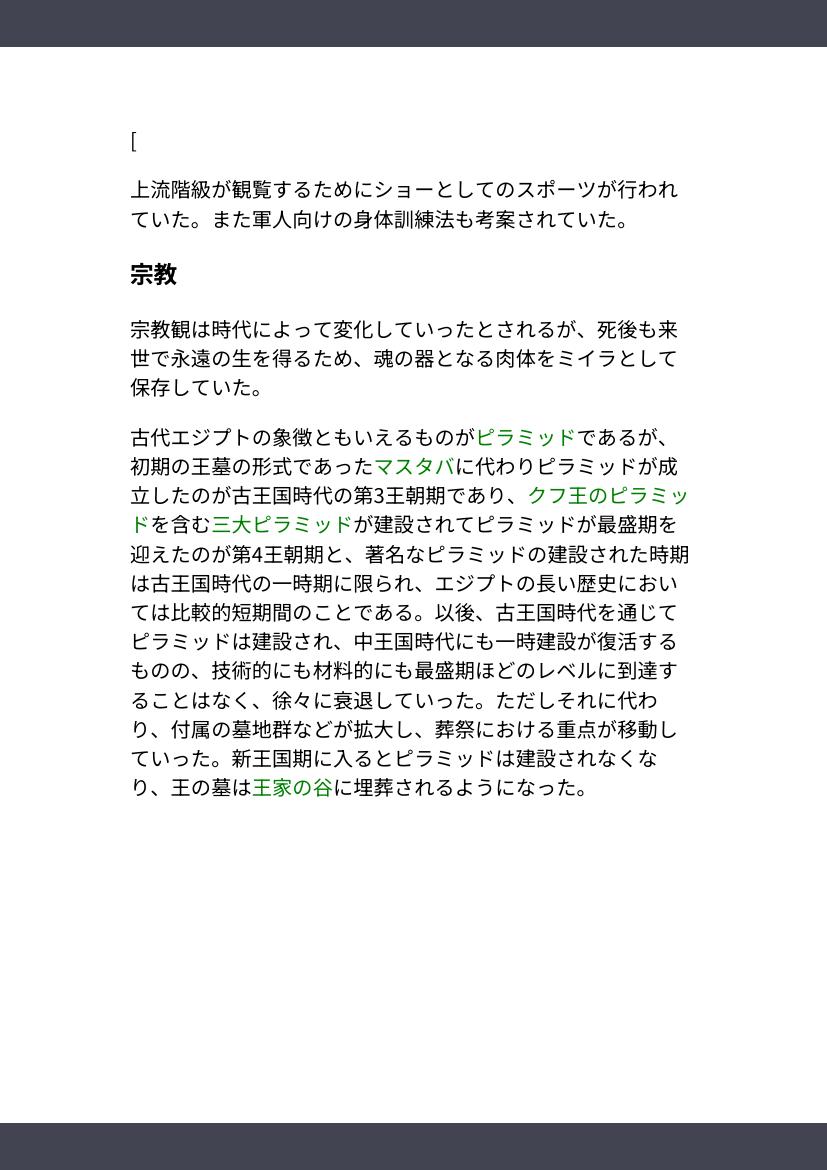 [
上流階級が観覧するためにショーとしてのスポーツが行われ
ていた。また軍人向けの身体訓練法も考案されていた。
宗教
宗教観は時代によって変化していったとされるが、死後も来
世で永遠の生を得るため、魂の器となる肉体をミイラとして
保存していた。
古代エジプトの象徴ともいえるものがピラミッドであるが、
初期の王墓の形式であったマスタバに代わりピラミッドが成
立したのが古王国時代の第3王朝期であり、クフ王のピラミッ
ドを含む三大ピラミッドが建設されてピラミッドが最盛期を
迎えたのが第4王朝期と、著名なピラミッドの建設された時期
は古王国時代の一時期に限られ、エジプトの長い歴史におい
ては比較的短期間のことである。以後、古王国時代を通じて
ピラミッドは建設され、中王国時代にも一時建設が復活する
ものの、技術的にも材料的にも最盛期ほどのレベルに到達す
ることはなく、徐々に衰退していった。ただしそれに代わ
り、付属の墓地群などが拡大し、葬祭における重点が移動し
ていった。新王国期に入るとピラミッドは建設されなくな
り、王の墓は王家の谷に埋葬されるようになった。